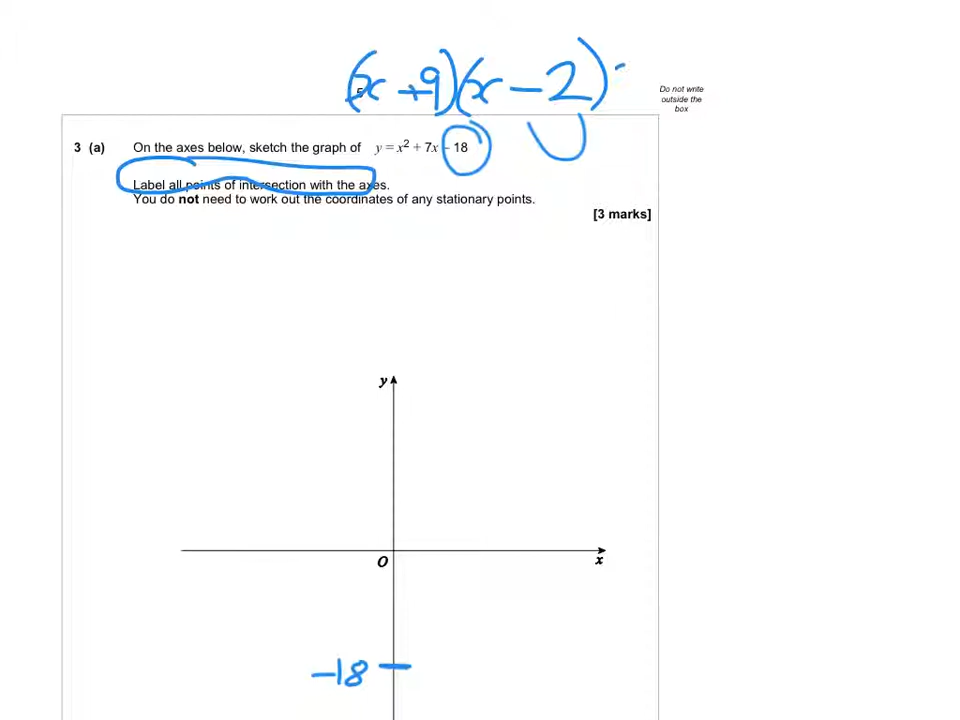 (x +9)(x - 2)
5
Do not write
outside the
box
3 (a) On the axes below, sketch the graph of y = x² + 7x - 18
Label all points of intersection with the axes.
You do not need to work out the coordinates of any stationary points.
[3 marks]
y
O
x
-18